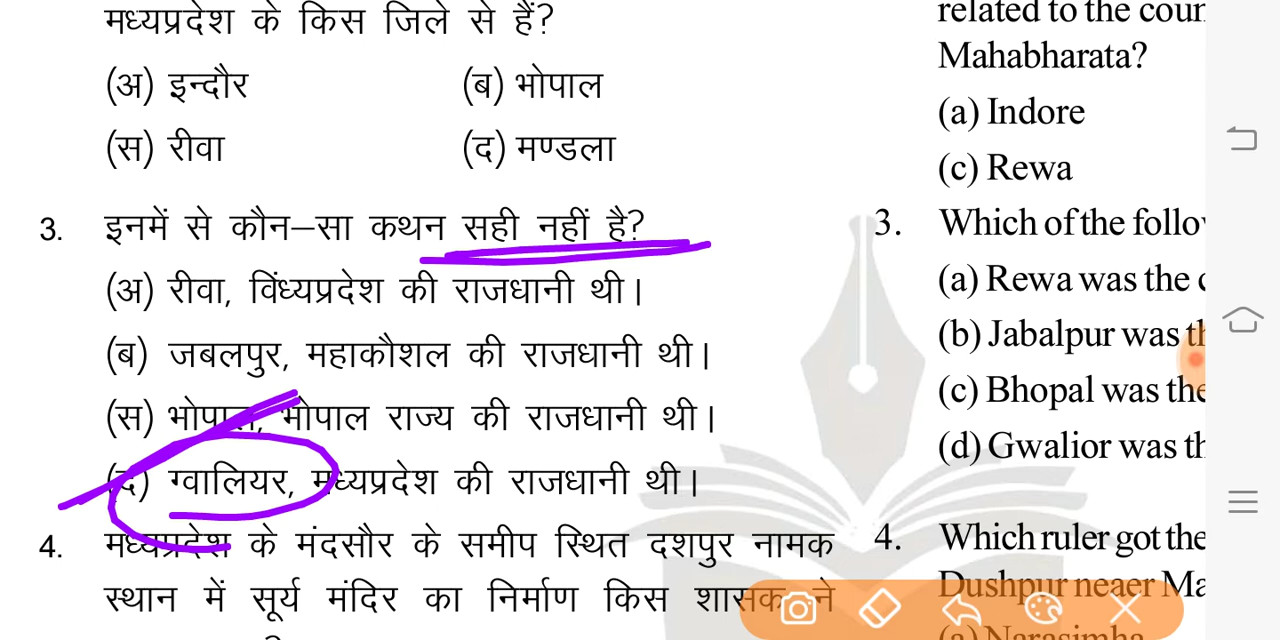 मध्यप्रदेश के किस जिले से हैं?
(अ) इन्दौर (ब) भोपाल
(स) रीवा (द) मण्डला
3. इनमें से कौन–सा कथन सही नहीं है?
(अ) रीवा, विंध्यप्रदेश की राजधानी थी।
(ब) जबलपुर, महाकौशल की राजधानी थी।
(स) भोपाल, भोपाल राज्य की राजधानी थी।
(द) ग्वालियर, मध्यप्रदेश की राजधानी थी।
4. मध्यप्रदेश के मंदसौर के समीप स्थित दशपुर नामक
स्थान में सूर्य मंदिर का निर्माण किस शासक ने
related to the cour
Mahabharata?
(a) Indore
(c) Rewa
3. Which of the follo
(a) Rewa was the
(b) Jabalpur was th
(c) Bhopal was the
(d) Gwalior was th
4. Which ruler got the
Dushpur neaer Ma
(a) Narasimha